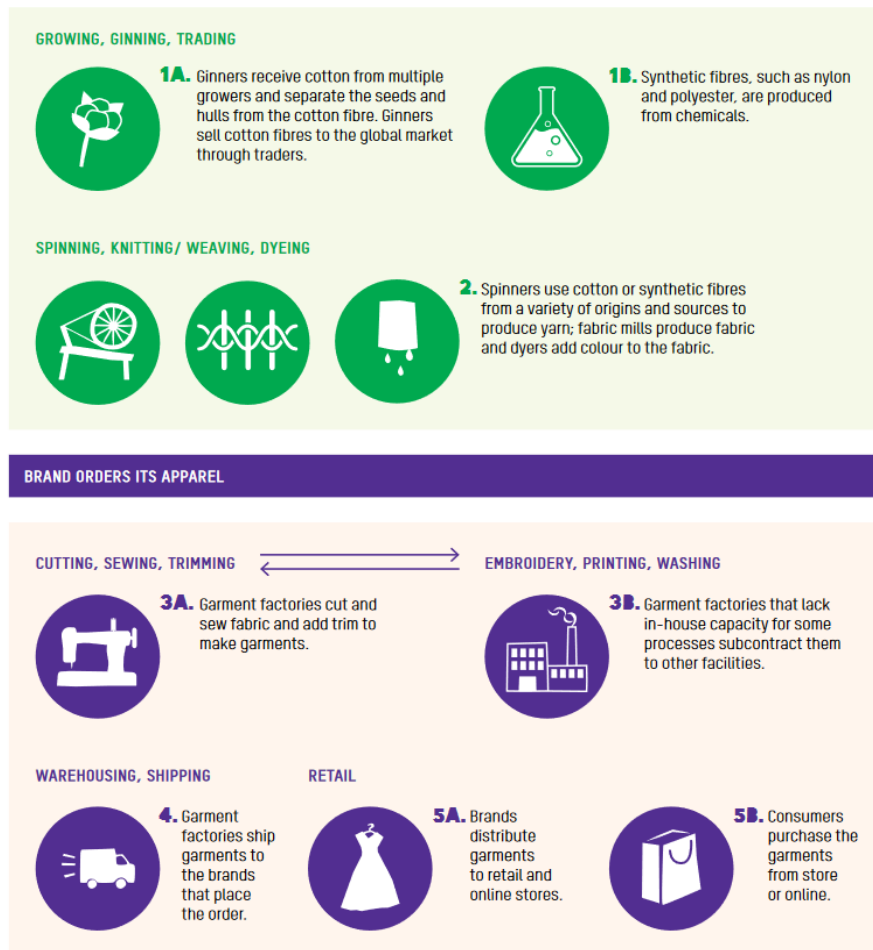 GROWING, GINNING, TRADING
1A. Ginners receive cotton from multiple
growers and separate the seeds and
hulls from the cotton fibre. Ginners
sell cotton fibres to the global market
through traders.
1B. Synthetic fibres, such as nylon
and polyester, are produced
from chemicals.
SPINNING, KNITTING/ WEAVING, DYEING
2. Spinners use cotton or synthetic fibres
from a variety of origins and sources to
produce yarn; fabric mills produce fabric
and dyers add colour to the fabric.
BRAND ORDERS ITS APPAREL
CUTTING, SEWING, TRIMMING
3A. Garment factories cut and
sew fabric and add trim to
make garments.
EMBROIDERY, PRINTING, WASHING
3B. Garment factories that lack
in-house capacity for some
processes subcontract them
to other facilities.
WAREHOUSING, SHIPPING
4. Garment
factories ship
garments to
the brands
that place
the order.
RETAIL
5A. Brands
distribute
garments
to retail and
online stores.
5B. Consumers
purchase the
garments
from store
or online.